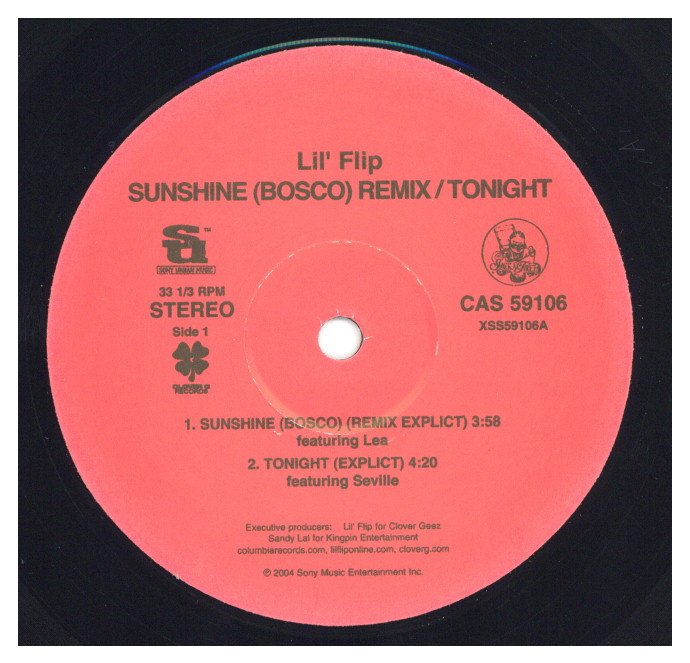 Lil' Flip
SUNSHINE (BOSCO) REMIX / TONIGHT
SU™
SONY URBAN MUSIC
33 1/3 RPM
STEREO
Side 1
CLOVER G
RECORDS
CAS 59106
XSS59106A
1. SUNSHINE (BOSCO) (REMIX EXPLICT) 3:58
featuring Lea
2. TONIGHT (EXPLICT) 4:20
featuring Seville
Executive producers: Lil' Flip for Clover Geez
Sandy Lal for Kingpin Entertainment
columbiarecords.com, lilfliponline.com, cloverg.com
℗ 2004 Sony Music Entertainment Inc.